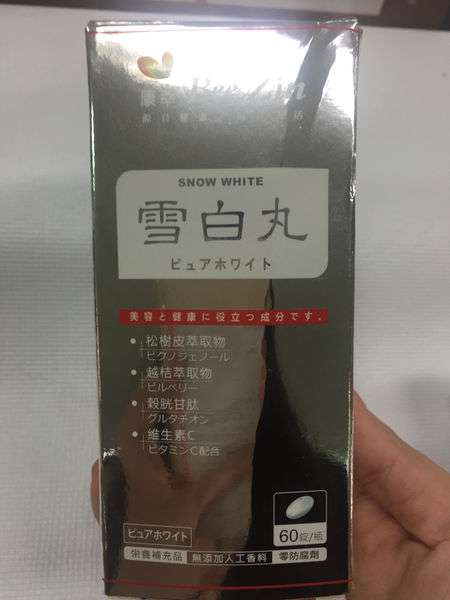 SNOW WHITE
雪白丸
ピュアホワイト
美容と健康に役立つ成分です。
松樹皮萃取物
ピクノジェノール
越桔萃取物
ビルベリー
穀胱甘肽
グルタチオン
維生素C
ビタミンC配合
ピュアホワイト
60錠/瓶
栄養補充品 無添加人工香料 零防腐劑